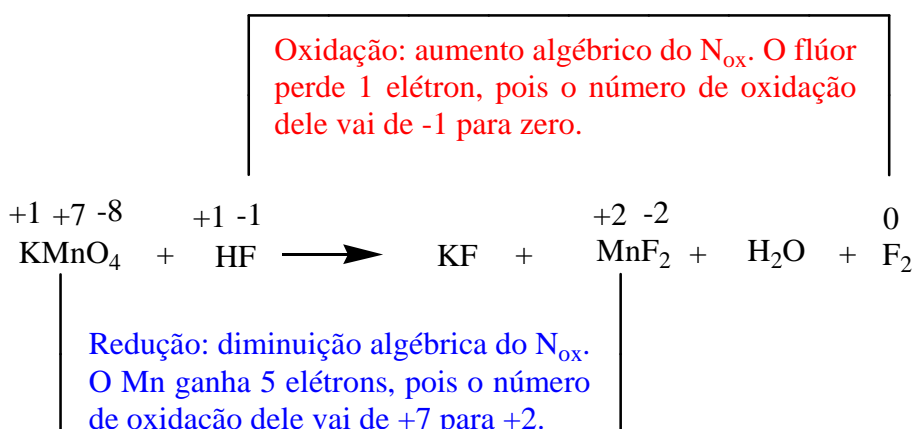 Oxidação: aumento algébrico do Nox. O flúor
perde 1 elétron, pois o número de oxidação
dele vai de -1 para zero.
+1 +7 -8 +1 -1 +2 -2 0
KMnO4 + HF → KF + MnF2 + H2O + F2
Redução: diminuição algébrica do Nox.
O Mn ganha 5 elétrons, pois o número
de oxidação dele vai de +7 para +2.